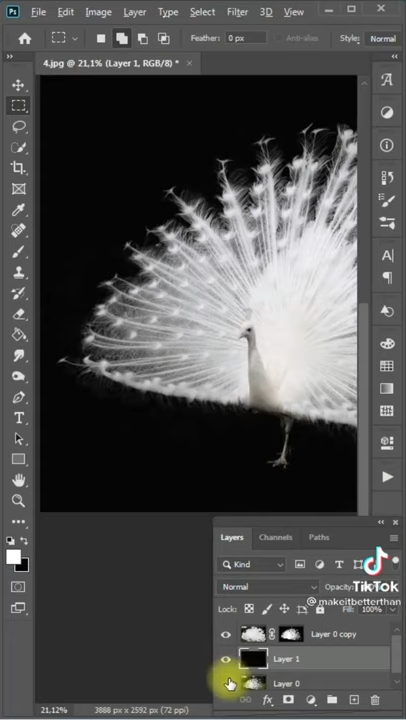 Ps File Edit Image Layer Type Select Filter 3D View
Feather: 0 px Anti-alias Style: Normal
4.jpg @ 21,1% (Layer 1, RGB/8) *
Layers Channels Paths
Kind
Normal Opacity:
TikTok
Lock: Fill: 100%
@makeitbetterthan
Layer 0 copy
Layer 1
Layer 0
21,12% 3888 px x 2592 px (72 ppi)